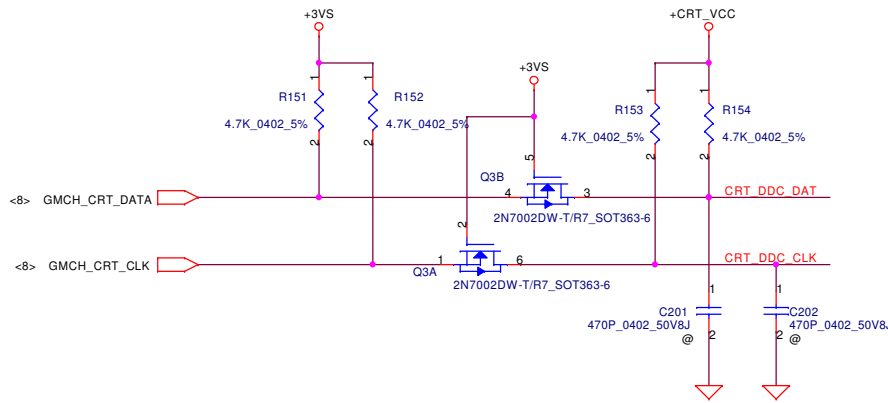 +3VS
+CRT_VCC
+3VS
1
1
1
1
R151
R152
R153
R154
4.7K_0402_5%
4.7K_0402_5%
4.7K_0402_5%
4.7K_0402_5%
2
2
2
2
5
Q3B
<8> GMCH_CRT_DATA
4
3
CRT_DDC_DAT
2N7002DW-T/R7_SOT363-6
2
<8> GMCH_CRT_CLK
1
6
CRT_DDC_CLK
Q3A
2N7002DW-T/R7_SOT363-6
1
1
C201
C202
470P_0402_50V8J
470P_0402_50V8J
2
2
@
@